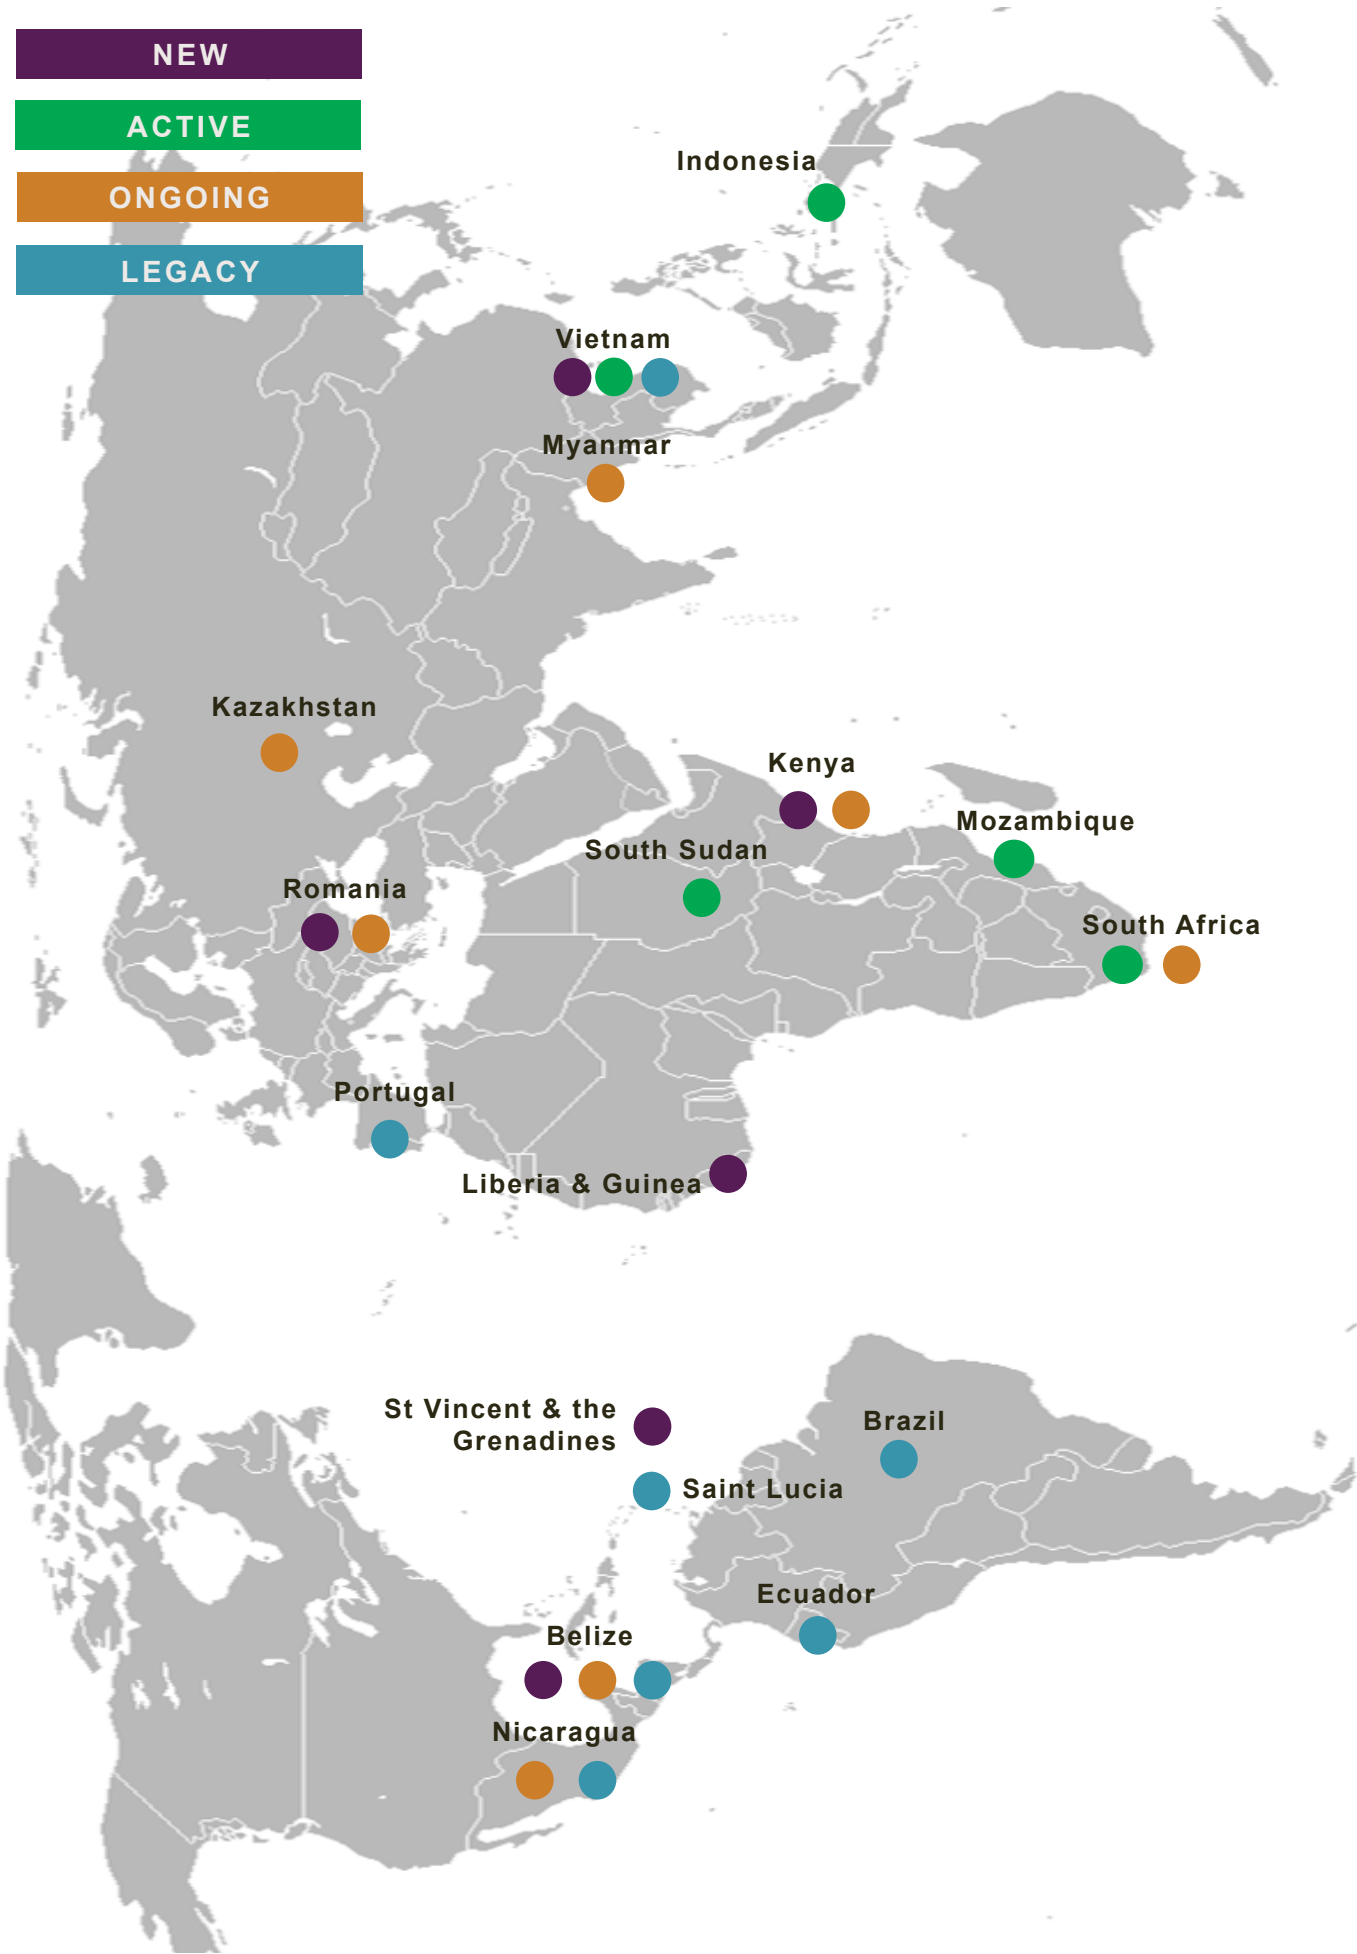 NEW
ACTIVE
ONGOING
LEGACY
Indonesia
Vietnam
Myanmar
Kazakhstan
Kenya
Mozambique
South Sudan
Romania
South Africa
Portugal
Liberia & Guinea
St Vincent & the
Grenadines
Brazil
Saint Lucia
Ecuador
Belize
Nicaragua